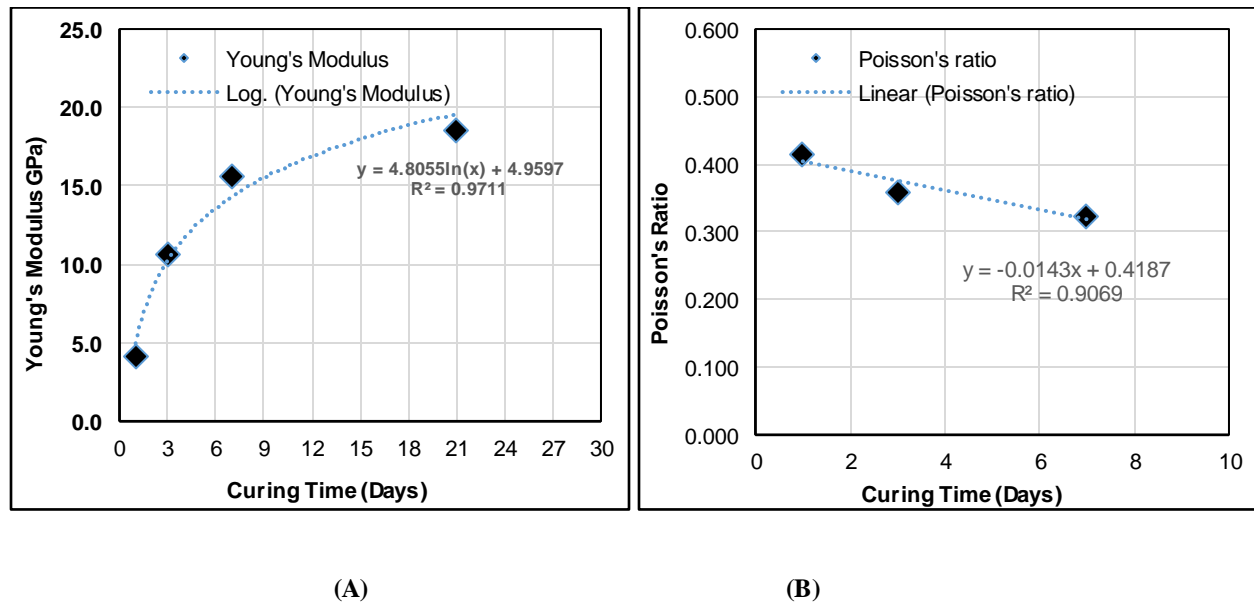 Young's Modulus GPa
25.0
20.0
15.0
10.0
5.0
0.0
Young's Modulus
Log. (Young's Modulus)
y = 4.8055ln(x) + 4.9597
R² = 0.9711
0 3 6 9 12 15 18 21 24 27 30
Curing Time (Days)
Poisson's Ratio
0.600
0.500
0.400
0.300
0.200
0.100
0.000
Poisson's ratio
Linear (Poisson's ratio)
y = -0.0143x + 0.4187
R² = 0.9069
0 2 4 6 8 10
Curing Time (Days)
(A)
(B)